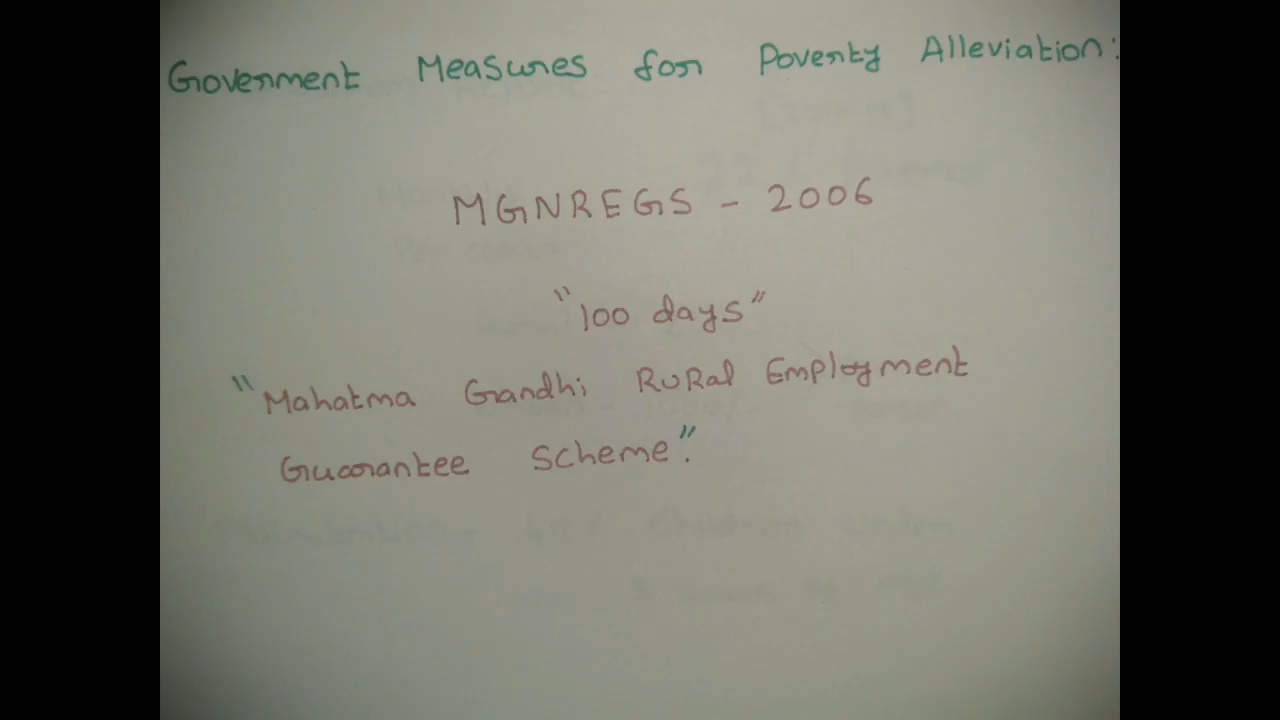 Government Measures for Poverty Alleviation:
MGNREGS - 2006
"100 days"
"Mahatma Gandhi RURal Employment
Guarantee Scheme".